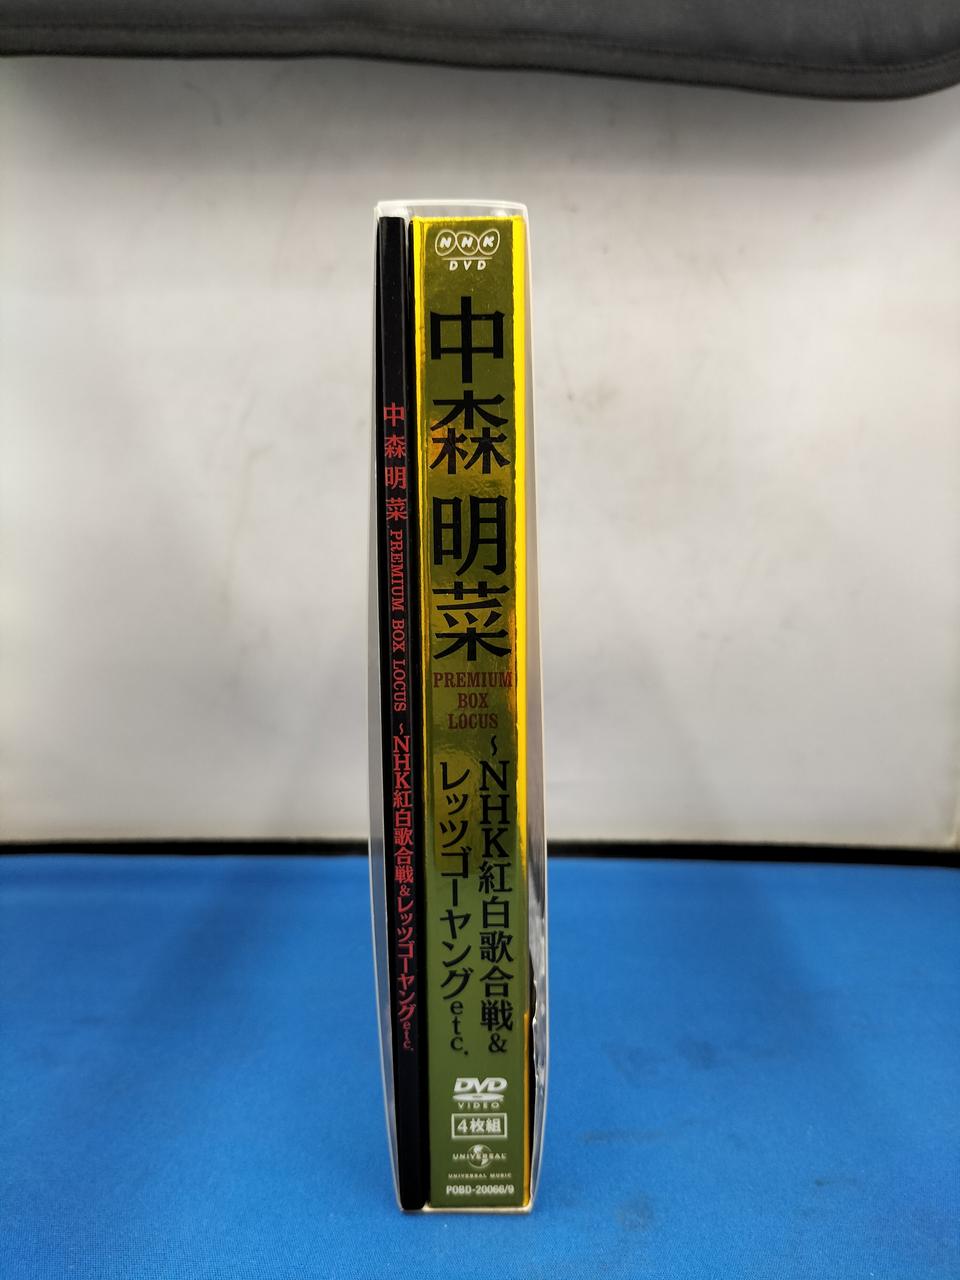 中森明菜 PREMIUM BOX LOCUS ～NHK紅白歌合戦&レッツゴーヤングetc.
NHK
DVD
中森明菜
PREMIUM
BOX
LOCUS
～NHK紅白歌合戦&
レッツゴーヤングetc.
DVD
VIDEO
4枚組
UNIVERSAL
UNIVERSAL MUSIC
POBD-20066/9